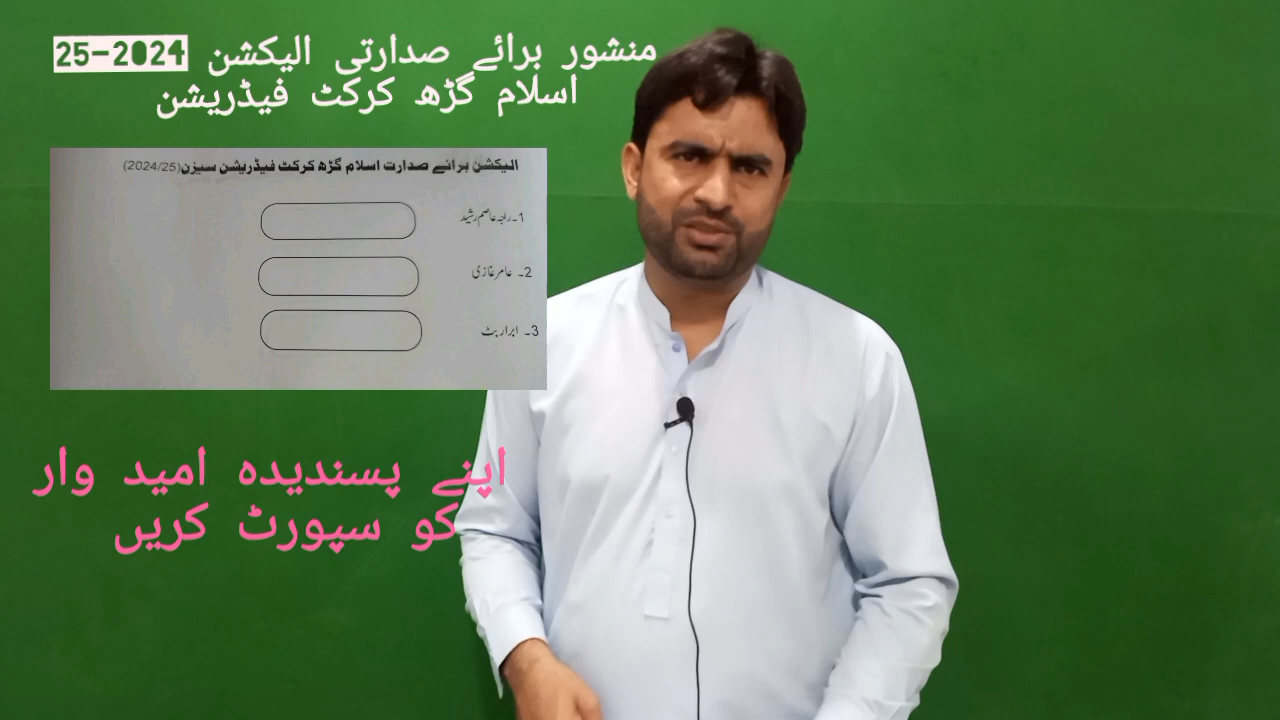 منشور برائے صدارتی الیکشن 2024-25
اسلام گڑھ کرکٹ فیڈریشن
الیکشن برائے صدارت اسلام گڑھ کرکٹ فیڈریشن سیزن(2024/25)
1۔ راجہ عاصم رشید
2۔ عامر غازی
3۔ ابرار بٹ
اپنے پسندیدہ امید وار
کو سپورٹ کریں